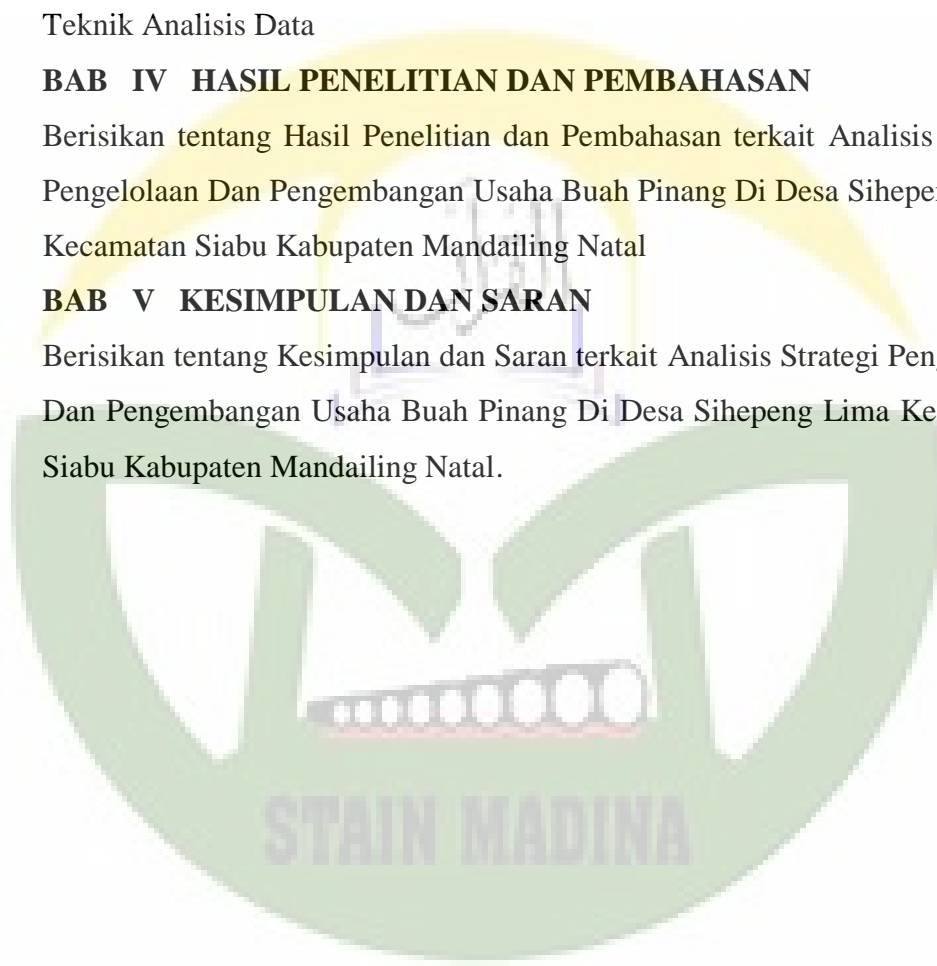 Teknik Analisis Data
BAB IV HASIL PENELITIAN DAN PEMBAHASAN
Berisikan tentang Hasil Penelitian dan Pembahasan terkait Analisis
Pengelolaan Dan Pengembangan Usaha Buah Pinang Di Desa
Kecamatan Siabu Kabupaten Mandailing Natal
BAB V KESIMPULAN DAN SARAN
Berisikan tentang Kesimpulan dan Saran terkait Analisis Strategi
Dan Pengembangan Usaha Buah Pinang Di Desa Sihepeng Lima
Siabu Kabupaten Mandailing Natal.
القرآن
STAIN MADINA